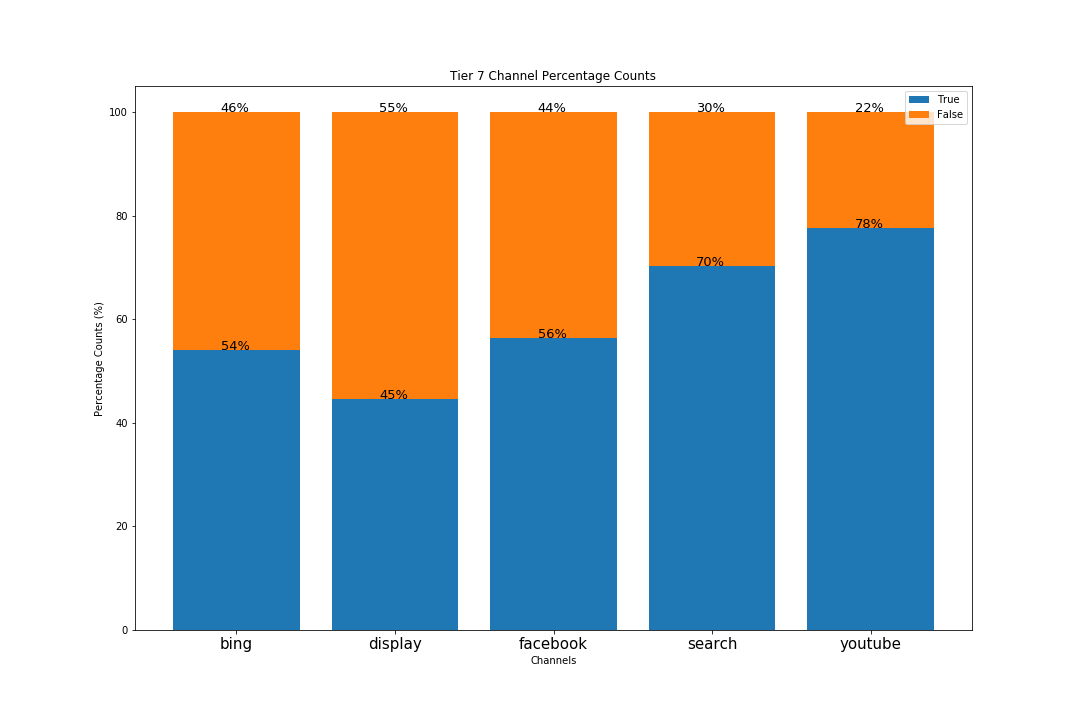 Tier 7 Channel Percentage Counts
46% 55% 44% 30% 22%
True
False
100
80
60
40
20
0
78%
70%
56%
54%
45%
Percentage Counts (%)
bing display facebook search youtube
Channels